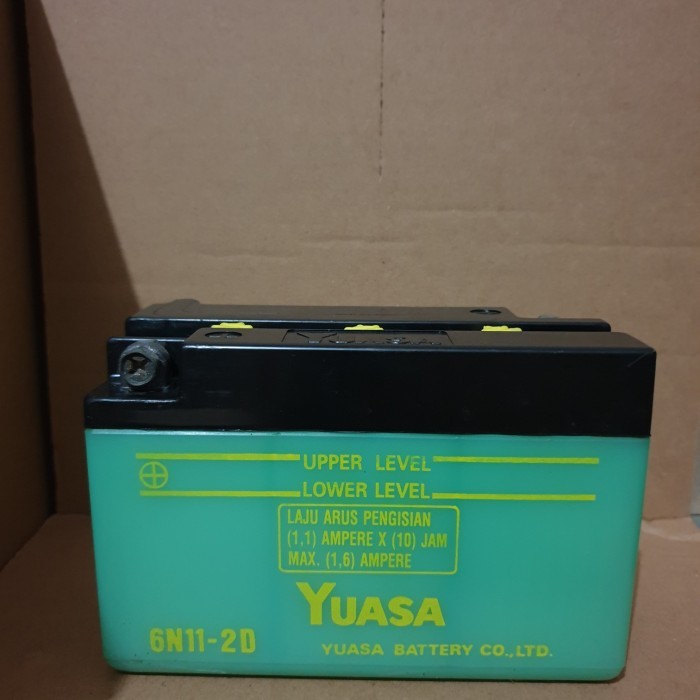 YUASA
UPPER LEVEL
LOWER LEVEL
LAJU ARUS PENGISIAN
(1,1) AMPERE X (10) JAM
MAX. (1,6) AMPERE
YUASA
6N11-2D
YUASA BATTERY CO.,LTD.